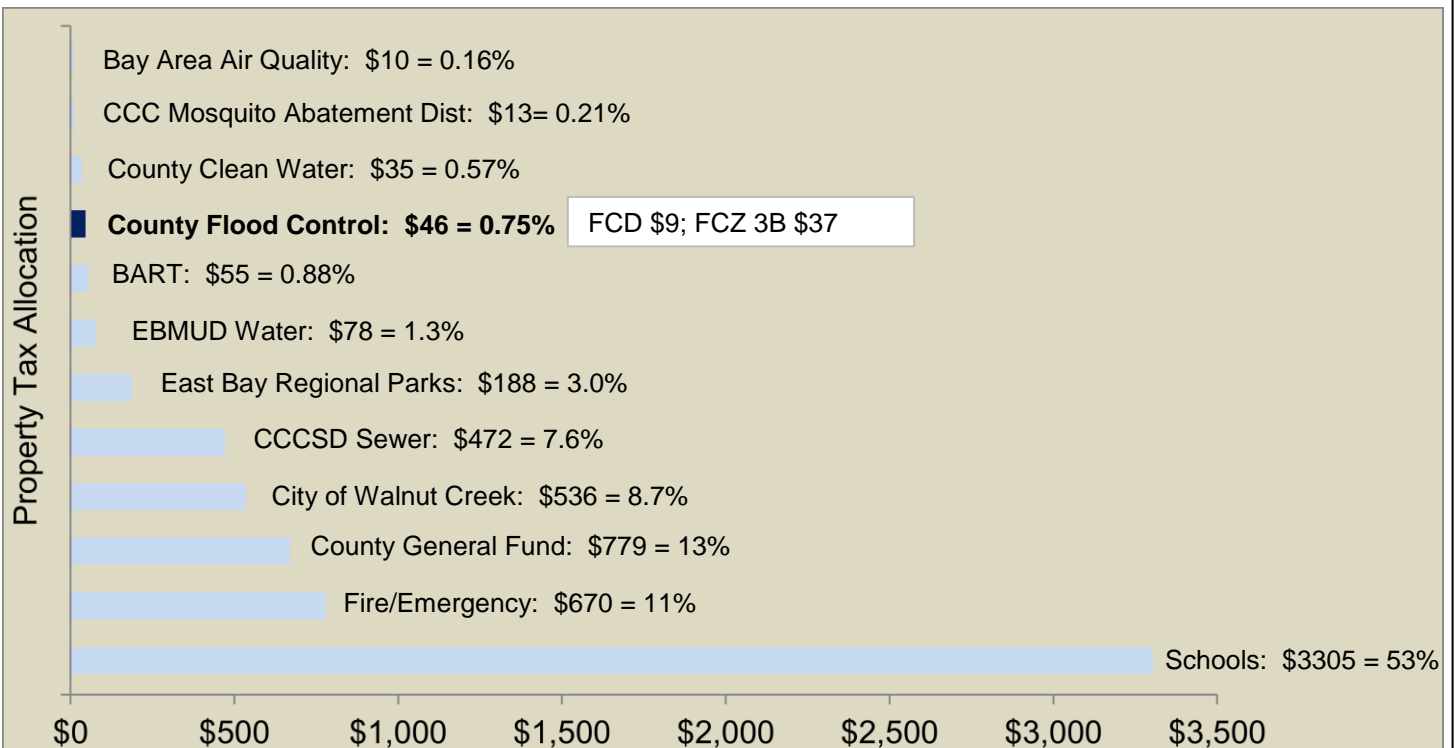 Property Tax Allocation
Bay Area Air Quality:  $10 = 0.16%
CCC Mosquito Abatement Dist:  $13= 0.21%
County Clean Water:  $35 = 0.57%
County Flood Control:  $46 = 0.75%
FCD $9; FCZ 3B $37
BART:  $55 = 0.88%
EBMUD Water:  $78 = 1.3%
East Bay Regional Parks:  $188 = 3.0%
CCCSD Sewer:  $472 = 7.6%
City of Walnut Creek:  $536 = 8.7%
County General Fund:  $779 = 13%
Fire/Emergency:  $670 = 11%
Schools:  $3305 = 53%
$0 $500 $1,000 $1,500 $2,000 $2,500 $3,000 $3,500